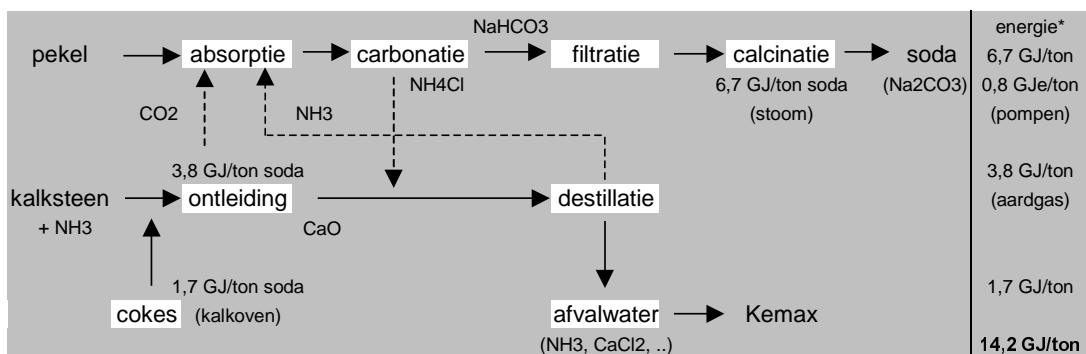 NaHCO3
energie*
pekel
absorptie
carbonatie
filtratie
calcinatie
soda
6,7 GJ/ton
NH4Cl
6,7 GJ/ton soda
(Na2CO3)
0,8 GJe/ton
CO2
NH3
(stoom)
(pompen)
3,8 GJ/ton soda
3,8 GJ/ton
kalksteen
ontleiding
destillatie
(aardgas)
+ NH3
CaO
1,7 GJ/ton soda
1,7 GJ/ton
cokes
(kalkoven)
afvalwater
Kemax
(NH3, CaCl2, ..)
14,2 GJ/ton